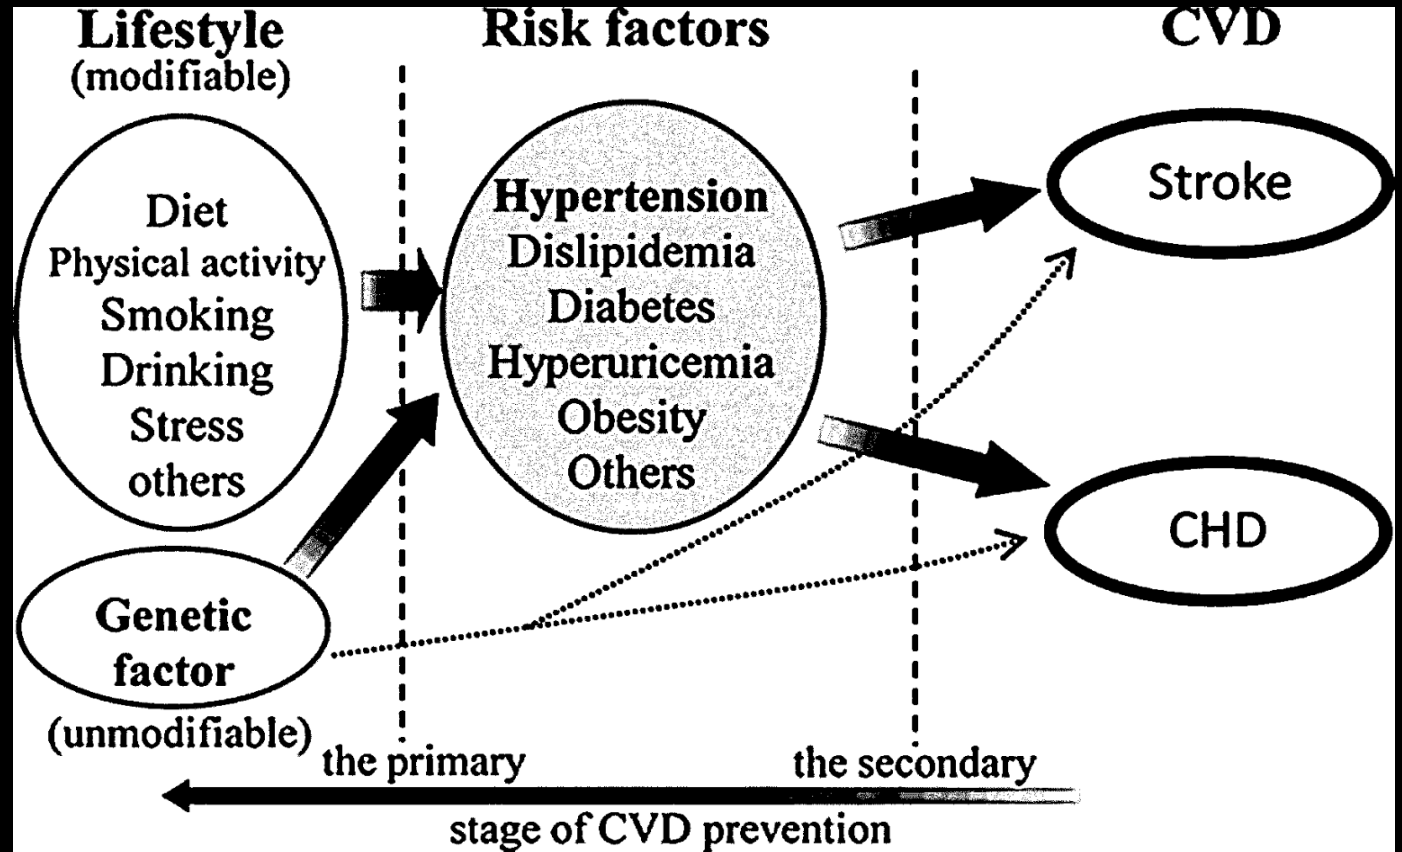 Lifestyle
(modifiable)
Diet
Physical activity
Smoking
Drinking
Stress
others
Genetic
factor
(unmodifiable)
Risk factors
Hypertension
Dislipidemia
Diabetes
Hyperuricemia
Obesity
Others
CVD
Stroke
CHD
the primary
the secondary
stage of CVD prevention